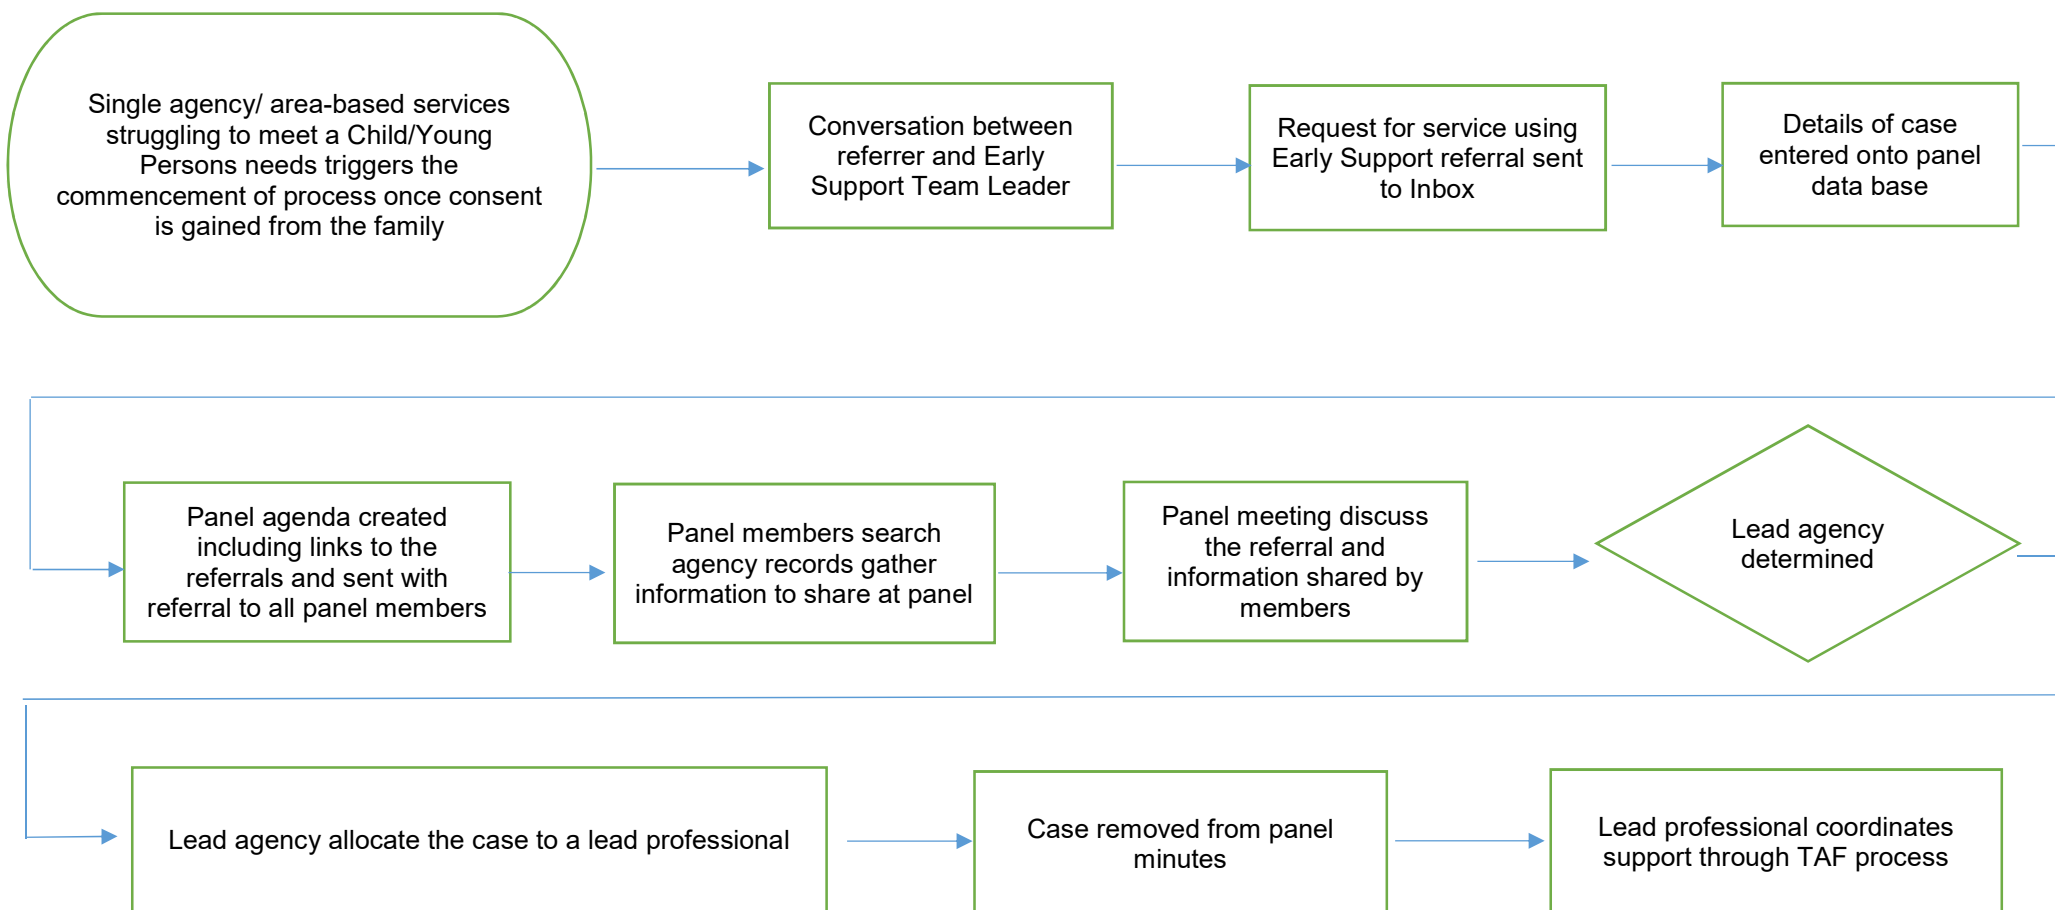 Single agency/ area-based services
struggling to meet a Child/Young
Persons needs triggers the
commencement of process once consent
is gained from the family
Conversation between
referrer and Early
Support Team Leader
Request for service using
Early Support referral sent
to Inbox
Details of case
entered onto panel
data base
Panel agenda created
including links to the
referrals and sent with
referral to all panel members
Panel members search
agency records gather
information to share at panel
Panel meeting discuss
the referral and
information shared by
members
Lead agency
determined
Lead agency allocate the case to a lead professional
Case removed from panel
minutes
Lead professional coordinates
support through TAF process